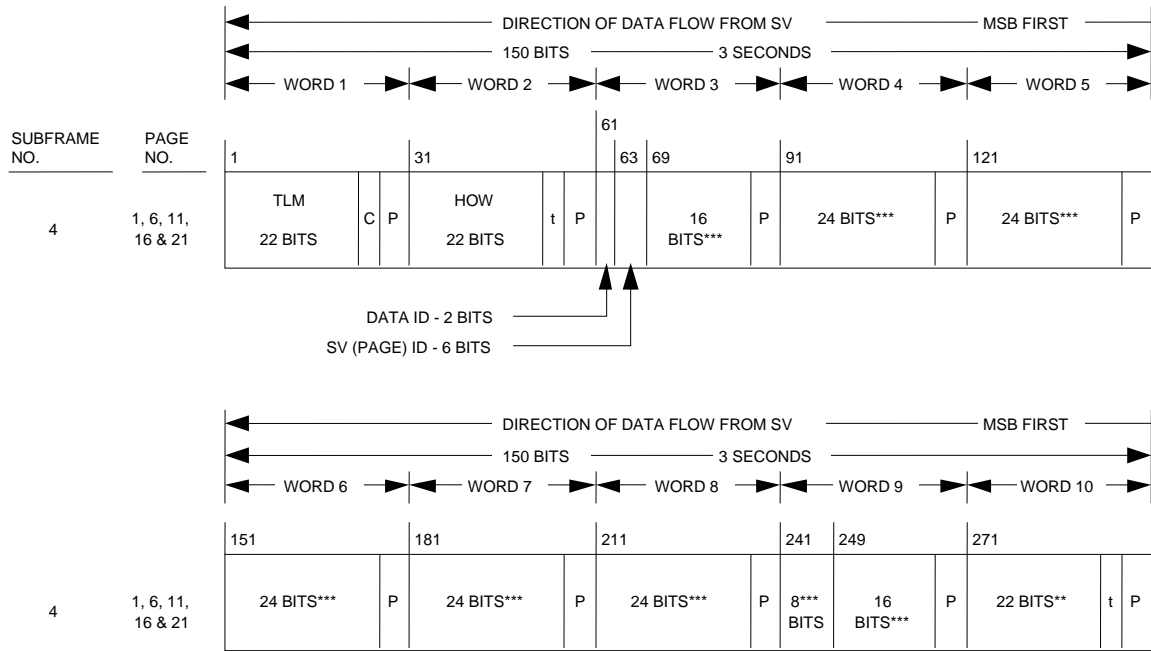 DIRECTION OF DATA FLOW FROM SV MSB FIRST
150 BITS 3 SECONDS
WORD 1 WORD 2 WORD 3 WORD 4 WORD 5
SUBFRAME NO. PAGE NO.
1 31 61 63 69 91 121
4
1, 6, 11,
16 & 21
TLM
22 BITS
C P
HOW
22 BITS
t P
16
BITS***
P
24 BITS***
P
24 BITS***
P
DATA ID - 2 BITS
SV (PAGE) ID - 6 BITS
DIRECTION OF DATA FLOW FROM SV MSB FIRST
150 BITS 3 SECONDS
WORD 6 WORD 7 WORD 8 WORD 9 WORD 10
151 181 211 241 249 271
4
1, 6, 11,
16 & 21
24 BITS***
P
24 BITS***
P
24 BITS***
P
8***
BITS
16
BITS***
P
22 BITS**
t P